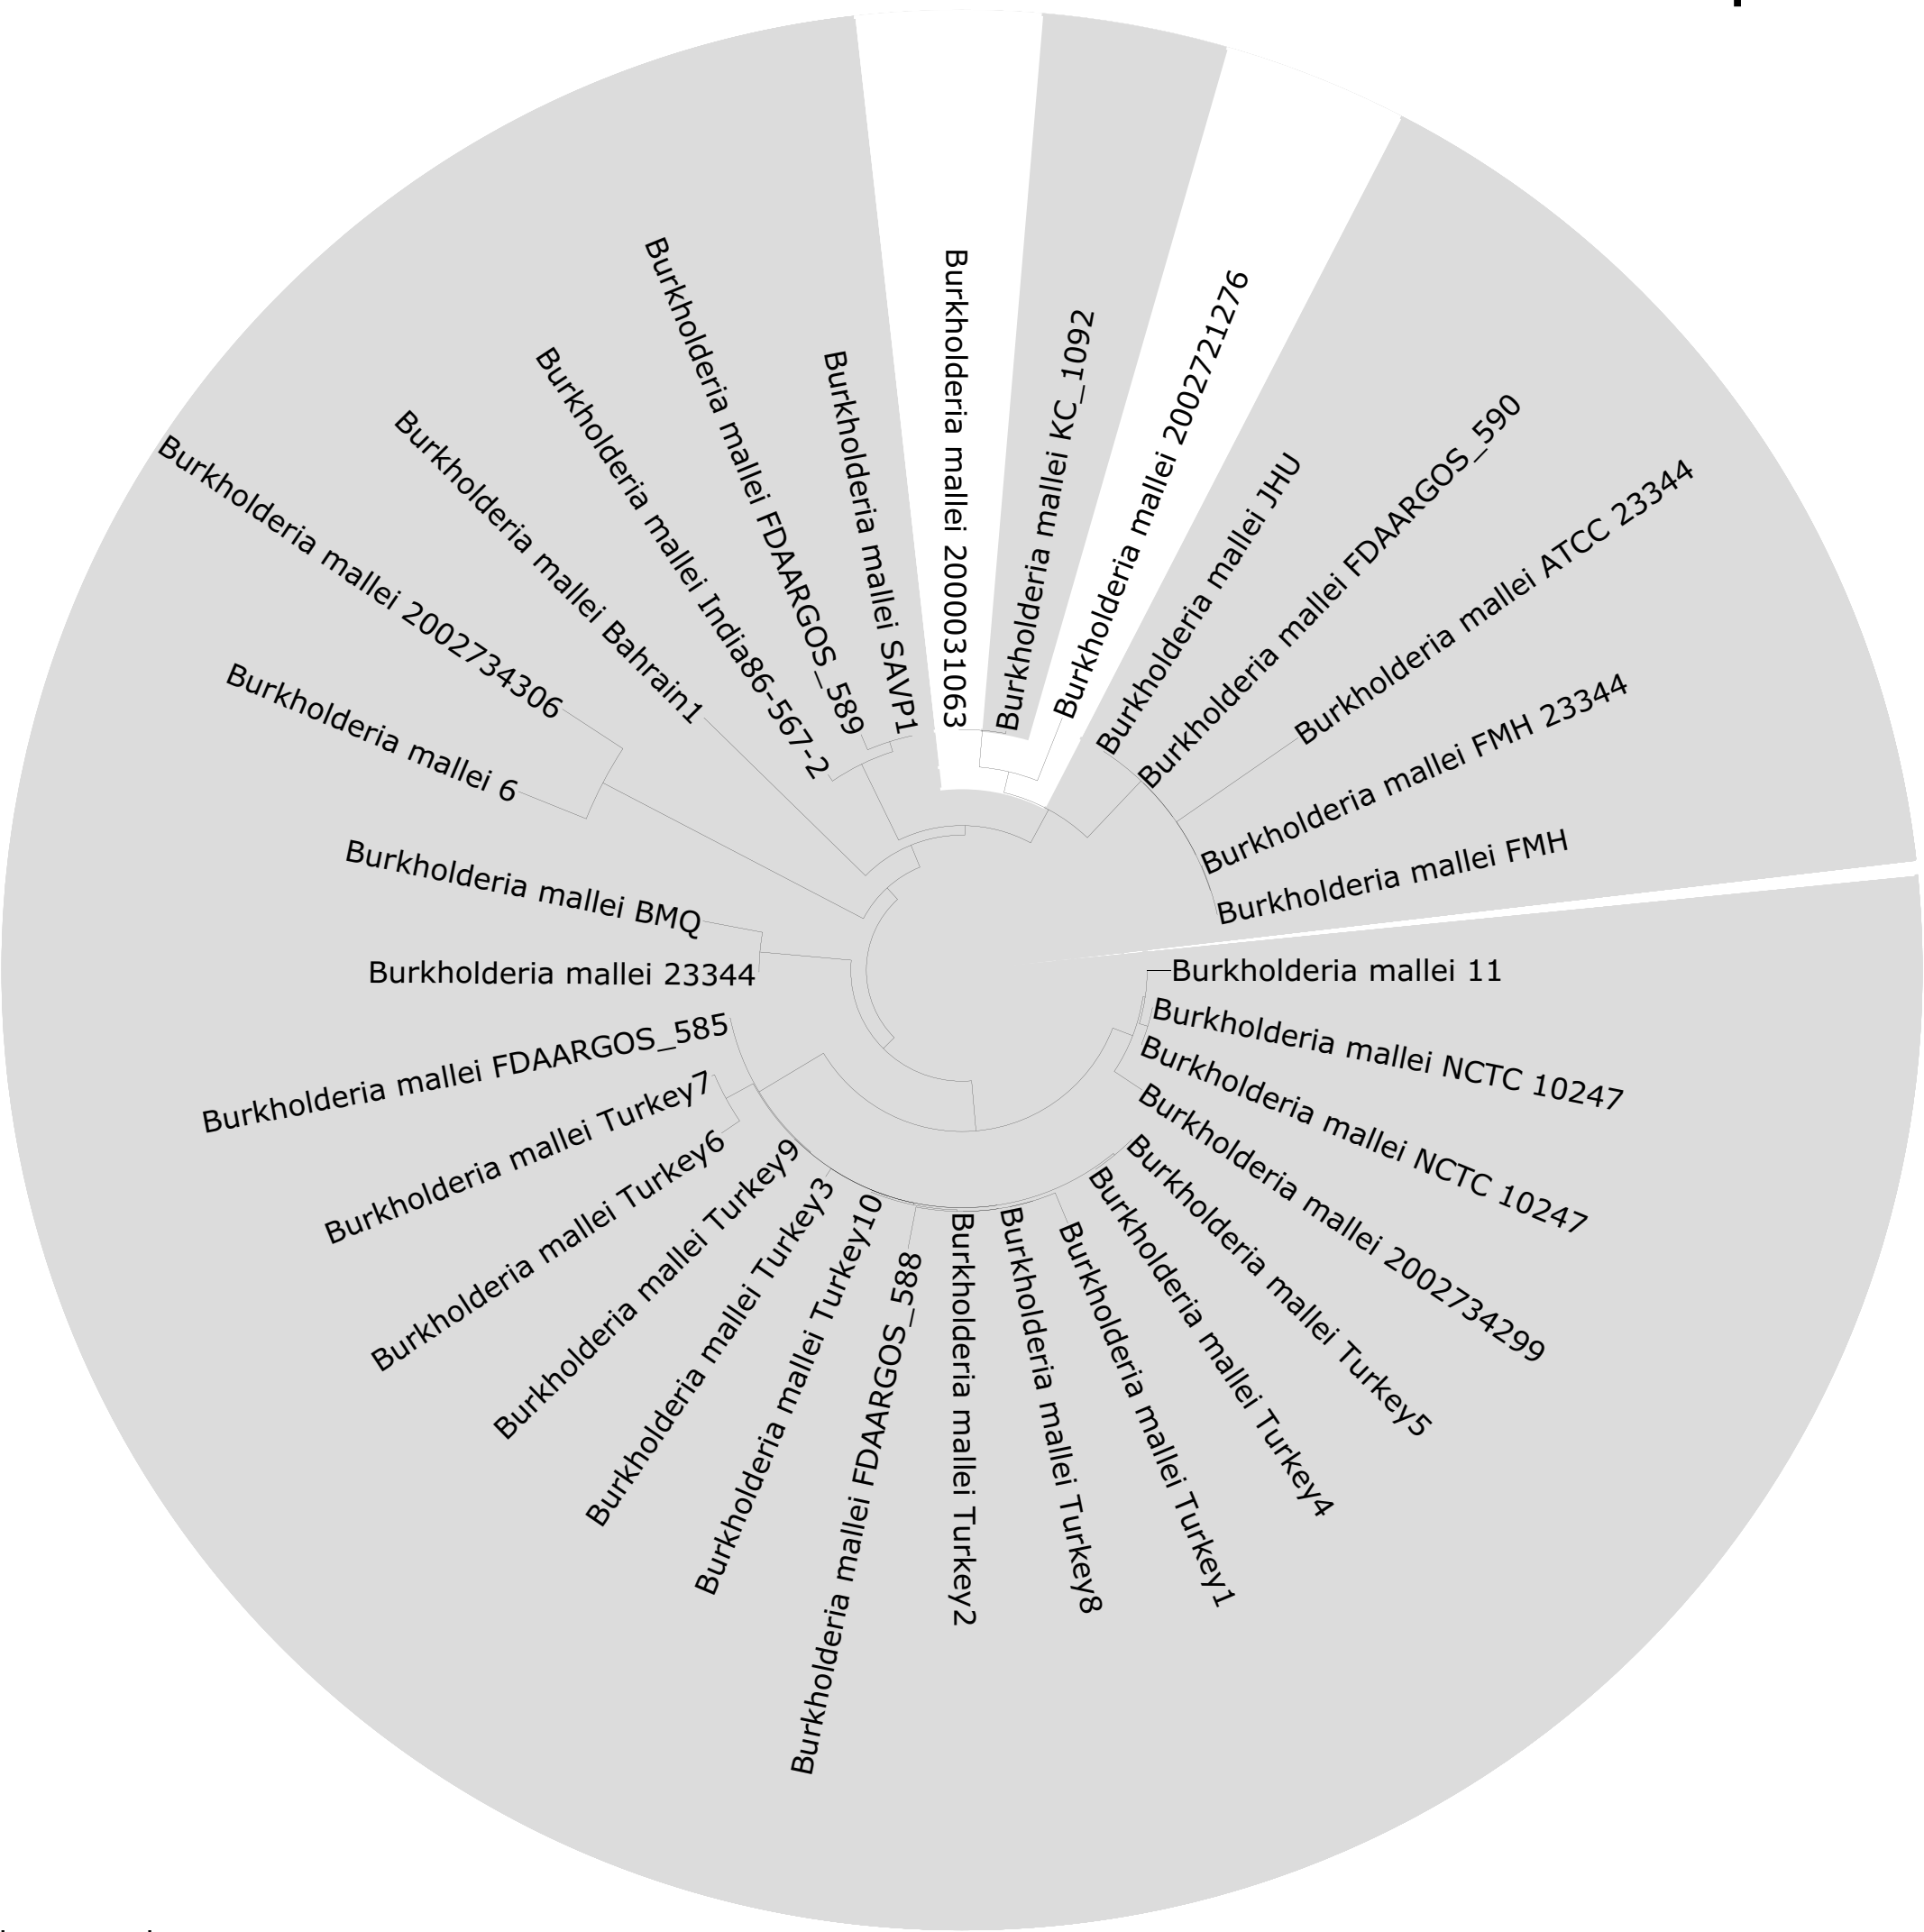 Burkholderia mallei 2000031063
Burkholderia mallei KC_1092
Burkholderia mallei 2002721276
Burkholderia mallei JHU
Burkholderia mallei FDAARGOS_590
Burkholderia mallei ATCC 23344
Burkholderia mallei FMH 23344
Burkholderia mallei FMH
Burkholderia mallei 11
Burkholderia mallei NCTC 10247
Burkholderia mallei NCTC 10247
Burkholderia mallei 2002734299
Burkholderia mallei Turkey5
Burkholderia mallei Turkey4
Burkholderia mallei Turkey1
Burkholderia mallei Turkey8
Burkholderia mallei Turkey2
Burkholderia mallei FDAARGOS_588
Burkholderia mallei Turkey10
Burkholderia mallei Turkey3
Burkholderia mallei Turkey9
Burkholderia mallei Turkey6
Burkholderia mallei Turkey7
Burkholderia mallei FDAARGOS_585
Burkholderia mallei 23344
Burkholderia mallei BMQ
Burkholderia mallei 6
Burkholderia mallei 2002734306
Burkholderia mallei Bahrain1
Burkholderia mallei India86-567-2
Burkholderia mallei FDAARGOS_589
Burkholderia mallei SAVP1